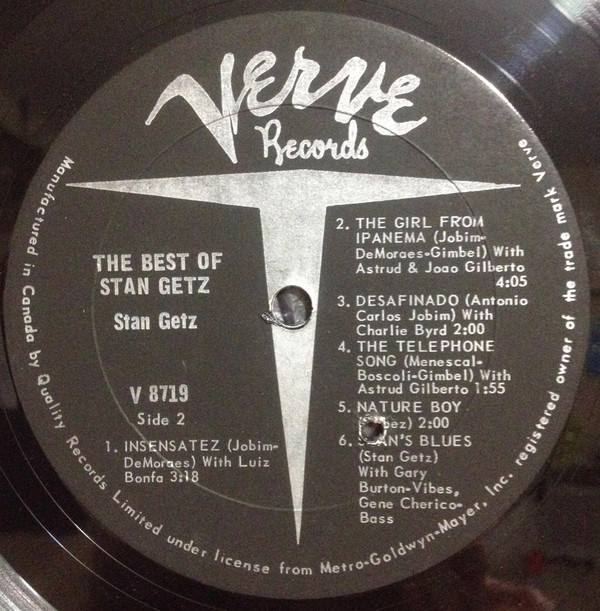 Verve
Records
THE BEST OF
STAN GETZ
Stan Getz
V 8719
Side 2
1. INSENSATEZ (Jobim-
DeMoraes) With Luiz
Bonfa 3:18
2. THE GIRL FROM
IPANEMA (Jobim-
DeMoraes-Gimbel) With
Astrud & Joao Gilberto
4:05
3. DESAFINADO (Antonio
Carlos Jobim) With
Charlie Byrd 2:00
4. THE TELEPHONE
SONG (Menescal-
Boscoli-Gimbel) With
Astrud Gilberto 1:55
5. NATURE BOY
2:00
6. BLUES
(Stan Getz)
With Gary
Burton-Vibes,
Gene Cherico-
Bass
Manufactured in Canada by Quality Records Limited under license from Metro-Goldwyn-Mayer, Inc. registered owner of the trade mark Verve